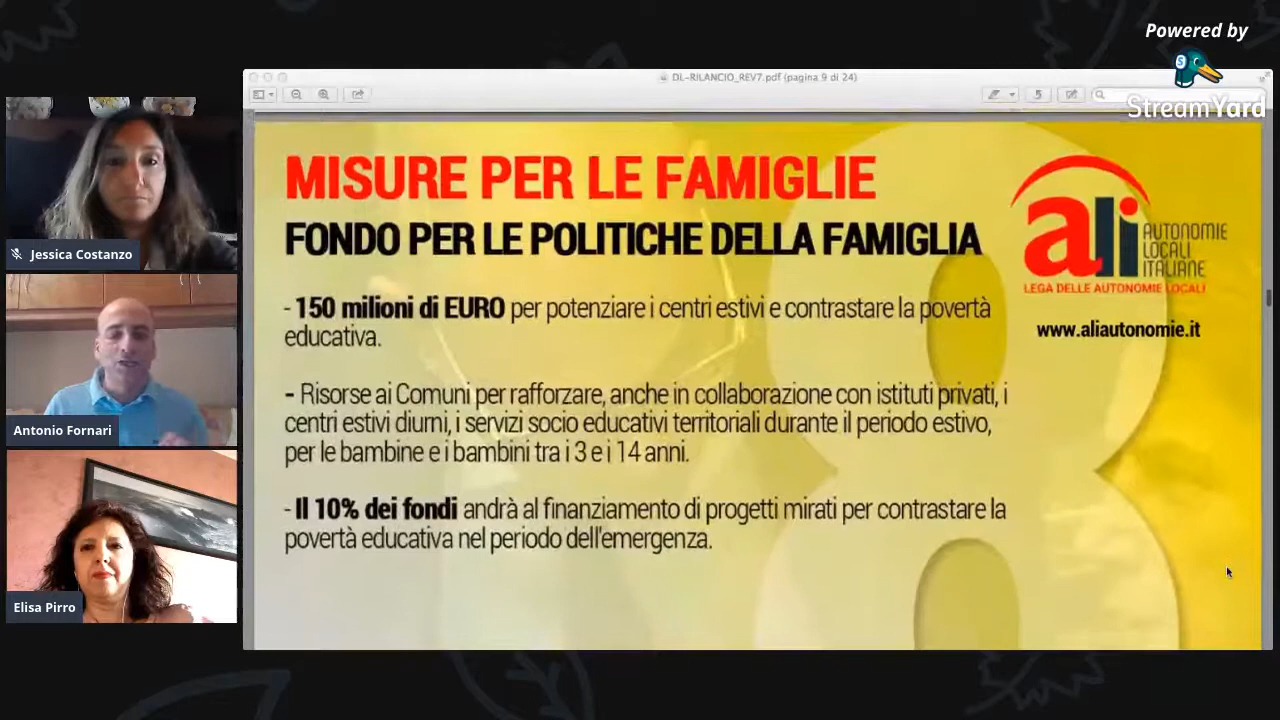 Powered by
StreamYard
DL-RILANCIO_REV7.pdf (pagina 9 di 24)
MISURE PER LE FAMIGLIE
FONDO PER LE POLITICHE DELLA FAMIGLIA
- 150 milioni di EURO per potenziare i centri estivi e contrastare la povertà
educativa.
- Risorse ai Comuni per rafforzare, anche in collaborazione con istituti privati, i
centri estivi diurni, i servizi socio educativi territoriali durante il periodo estivo,
per le bambine e i bambini tra i 3 e i 14 anni.
- Il 10% dei fondi andrà al finanziamento di progetti mirati per contrastare la
povertà educativa nel periodo dell'emergenza.
ali AUTONOMIE
LOCALI
ITALIANE
LEGA DELLE AUTONOMIE LOCALI
www.aliautonomie.it
Jessica Costanzo
Antonio Fornari
Elisa Pirro